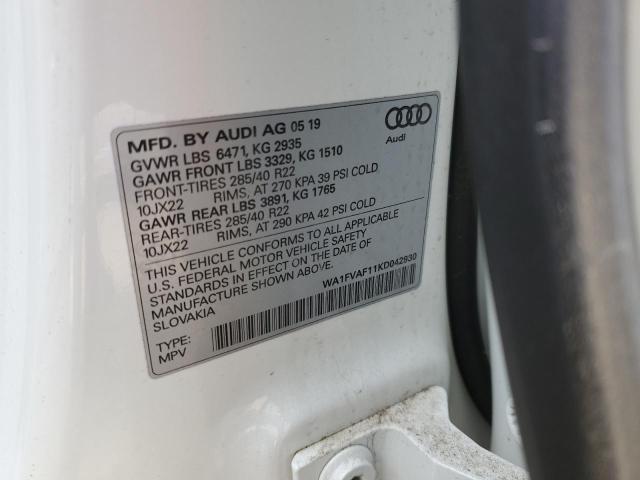 MFD. BY AUDI AG 05 19
GVWR LBS 6471, KG 2935
GAWR FRONT LBS 3329, KG 1510
FRONT-TIRES 285/40 R22
10JX22 RIMS, AT 270 KPA 39 PSI COLD
GAWR REAR LBS 3891, KG 1765
REAR-TIRES 285/40 R22
10JX22 RIMS, AT 290 KPA 42 PSI COLD
THIS VEHICLE CONFORMS TO ALL APPLICABLE
U.S. FEDERAL MOTOR VEHICLE SAFETY
STANDARDS IN EFFECT ON THE DATE OF
MANUFACTURE SHOWN ABOVE.
SLOVAKIA
WA1FVAF11KD042930
TYPE:
MPV
Audi